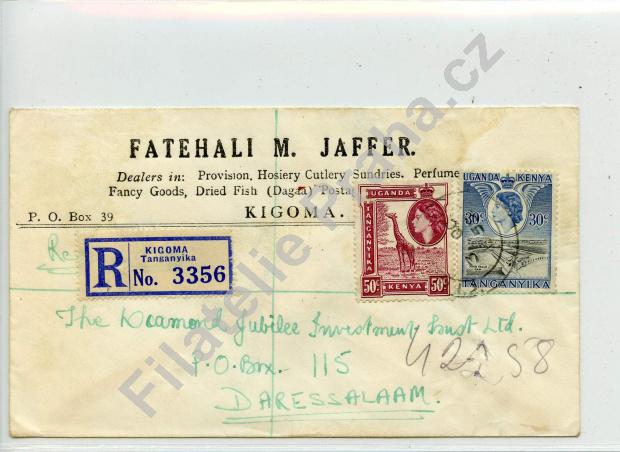 FATEHALI M. JAFFER.
Dealers in: Provision, Hosiery Cutlery Sundries. Perfume
Fancy Goods, Dried Fish (Dagaa) Posta
P. O. Box 39
KIGOMA.
UGANDA
TANGANYIKA
50c 50c
KENYA
UGANDA KENYA
30c 30c
TANGANYIKA
R
KIGOMA
Tanganyika
No. 3356
The Diamond Jubilee Investment Trust Ltd.
P.O. Box. 115
DARESSALAAM.
Filatelie Praha.cz